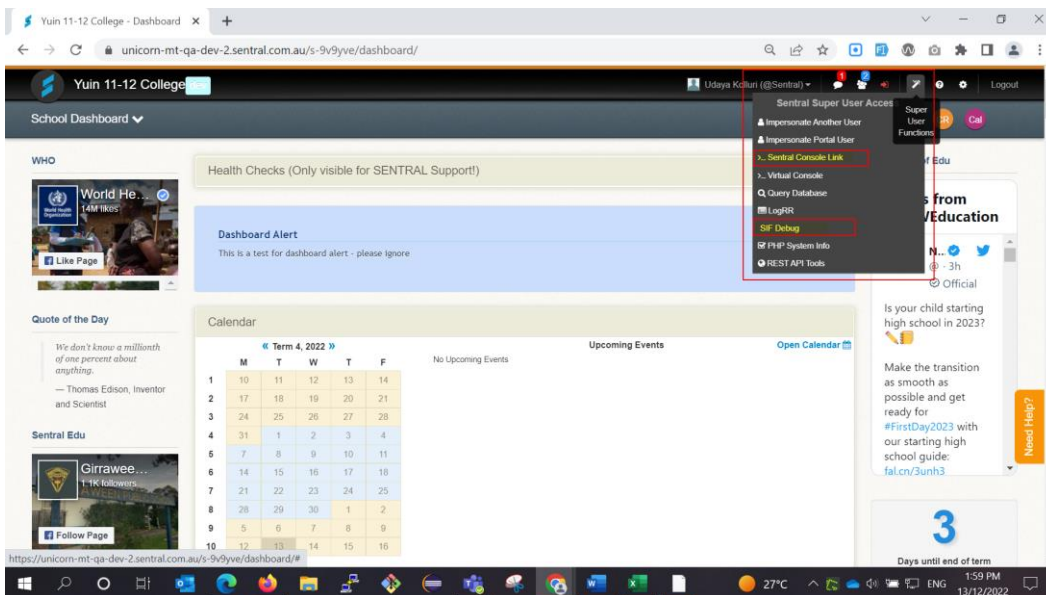 Yuin 11-12 College - Dashboard
unicorn-mt-qa-dev-2.sentral.com.au/s-9v9yve/dashboard/
Yuin 11-12 College
Udaya Kolluri (@Sentral)
1
2
Logout
School Dashboard
Sentral Super User Access
Impersonate Another User
Impersonate Portal User
>_ Sentral Console Link
>_ Virtual Console
Query Database
LogRR
SIF Debug
PHP System Info
REST API Tools
Super
User
Functions
CR
Cal
WHO
World He...
14M likes
Like Page
Quote of the Day
We don't know a millionth
of one percent about
anything.
— Thomas Edison, Inventor
and Scientist
Sentral Edu
Girrawee...
1.1K followers
Follow Page
Health Checks (Only visible for SENTRAL Support!)
Dashboard Alert
This is a test for dashboard alert - please Ignore
Calendar
« Term 4, 2022 »
M T W T F
1 10 11 12 13 14
2 17 18 19 20 21
3 24 25 26 27 28
4 31 1 2 3 4
5 7 8 9 10 11
6 14 15 16 17 18
7 21 22 23 24 25
8 28 29 30 1 2
9 5 6 7 8 9
10 12 13 14 15 16
Upcoming Events
No Upcoming Events
Open Calendar
of Edu
from
/Education
N...
@ · 3h
Official
Is your child starting
high school in 2023?
Make the transition
as smooth as
possible and get
ready for
#FirstDay2023 with
our starting high
school guide:
fal.cn/3unh3
Need Help?
3
Days until end of term
https://unicorn-mt-qa-dev-2.sentral.com.au/s-9v9yve/dashboard/#
27°C
ENG
1:59 PM
13/12/2022